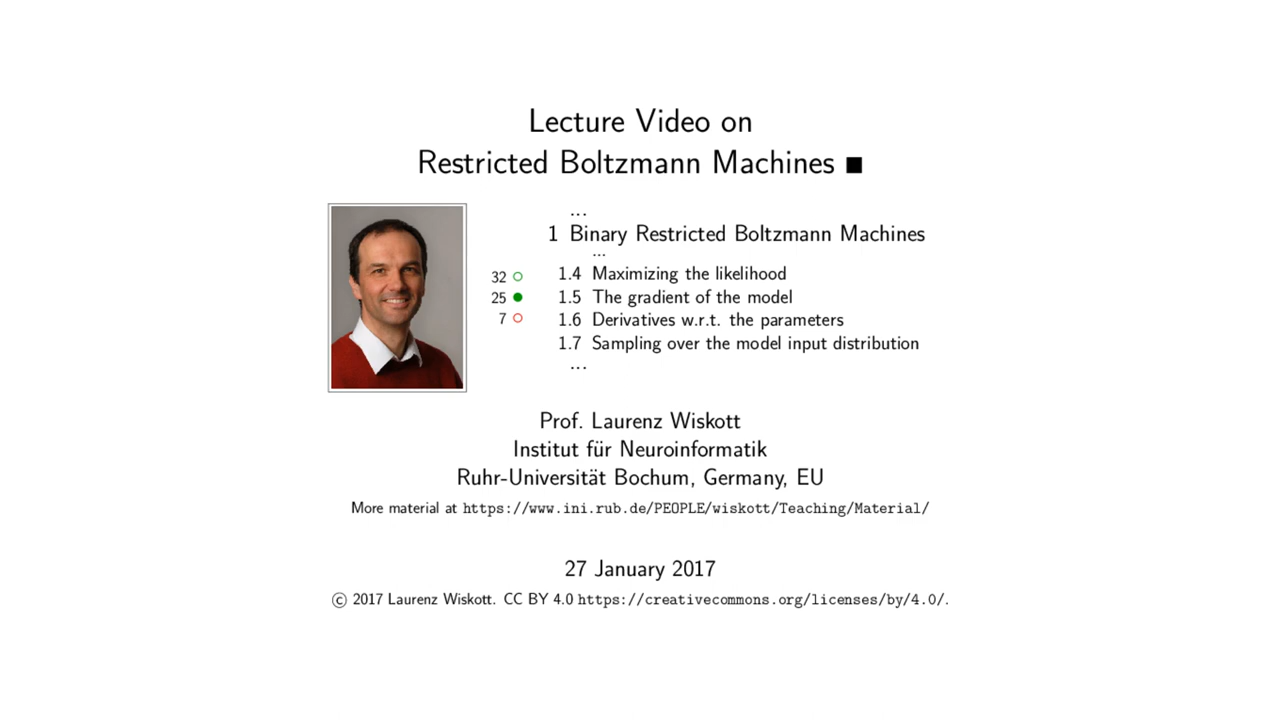 Lecture Video on
Restricted Boltzmann Machines ■
...
1 Binary Restricted Boltzmann Machines
...
32 ○ 1.4 Maximizing the likelihood
25 ● 1.5 The gradient of the model
7 ○ 1.6 Derivatives w.r.t. the parameters
1.7 Sampling over the model input distribution
...
Prof. Laurenz Wiskott
Institut für Neuroinformatik
Ruhr-Universität Bochum, Germany, EU
More material at https://www.ini.rub.de/PEOPLE/wiskott/Teaching/Material/
27 January 2017
© 2017 Laurenz Wiskott. CC BY 4.0 https://creativecommons.org/licenses/by/4.0/.